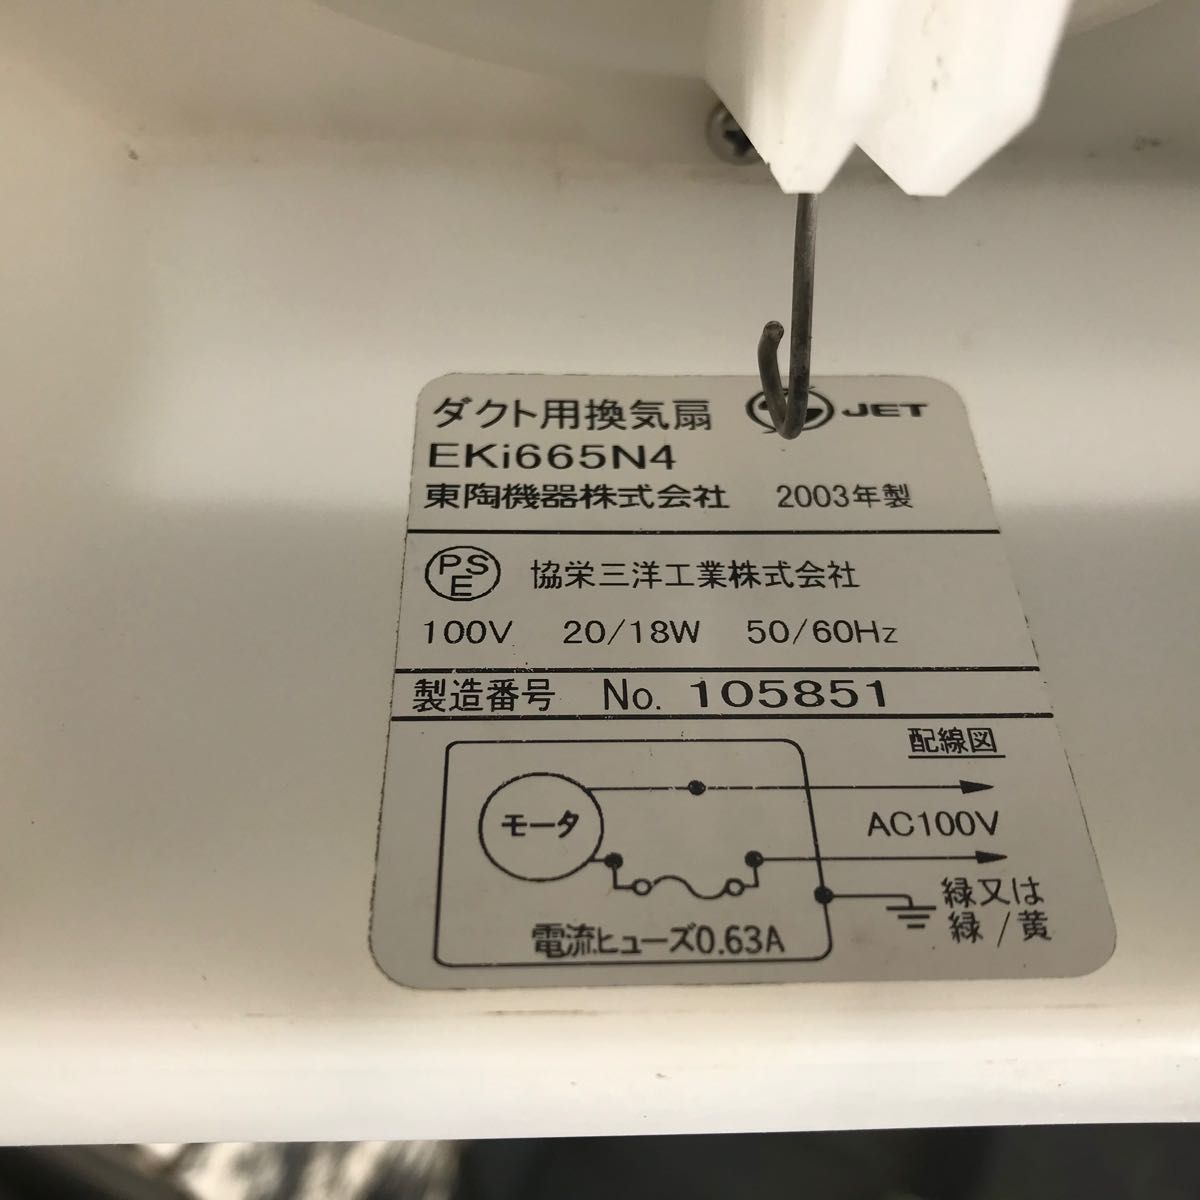 ダクト用換気扇 JET
EKi665N4
東陶機器株式会社 2003年製
PSE 協栄三洋工業株式会社
100V 20/18W 50/60Hz
製造番号 No. 105851
配線図
モータ
AC100V
緑又は
緑/黄
電流ヒューズ0.63A